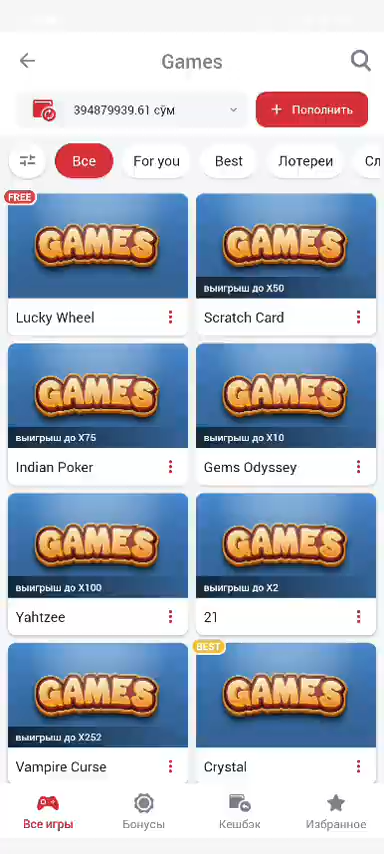 Games
394879939.61 сўм
Пополнить
Все
For you
Best
Лотереи
Сл
FREE
GAMES
GAMES
выигрыш до X50
Lucky Wheel
Scratch Card
GAMES
GAMES
выигрыш до X75
выигрыш до X10
Indian Poker
Gems Odyssey
GAMES
GAMES
выигрыш до X100
выигрыш до X2
Yahtzee
21
BEST
GAMES
GAMES
выигрыш до X252
Vampire Curse
Crystal
Все игры
Бонусы
Кешбэк
Избранное